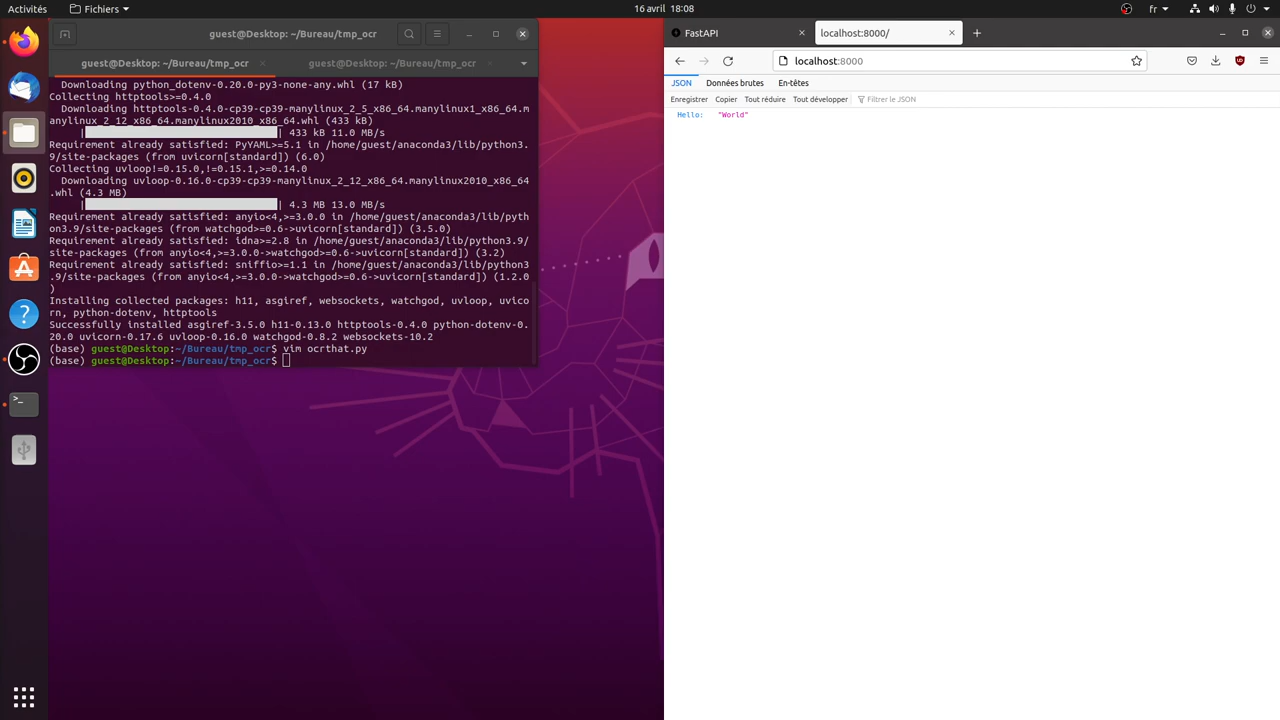 Activités
Fichiers
16 avril 18:08
fr
guest@Desktop: ~/Bureau/tmp_ocr
guest@Desktop: ~/Bureau/tmp_ocr
guest@Desktop: ~/Bureau/tmp_ocr
Downloading python_dotenv-0.20.0-py3-none-any.whl (17 kB)
Collecting httptools>=0.4.0
Downloading httptools-0.4.0-cp39-cp39-manylinux_2_5_x86_64.manylinux1_x86_64.m
anylinux_2_12_x86_64.manylinux2010_x86_64.whl (433 kB)
| | 433 kB 11.0 MB/s
Requirement already satisfied: PyYAML>=5.1 in /home/guest/anaconda3/lib/python3.
9/site-packages (from uvicorn[standard]) (6.0)
Collecting uvloop!=0.15.0,!=0.15.1,>=0.14.0
Downloading uvloop-0.16.0-cp39-cp39-manylinux_2_12_x86_64.manylinux2010_x86_64
.whl (4.3 MB)
| | 4.3 MB 13.0 MB/s
Requirement already satisfied: anyio<4,>=3.0.0 in /home/guest/anaconda3/lib/pyth
on3.9/site-packages (from watchgod>=0.6->uvicorn[standard]) (3.5.0)
Requirement already satisfied: idna>=2.8 in /home/guest/anaconda3/lib/python3.9/
site-packages (from anyio<4,>=3.0.0->watchgod>=0.6->uvicorn[standard]) (3.2)
Requirement already satisfied: sniffio>=1.1 in /home/guest/anaconda3/lib/python3
.9/site-packages (from anyio<4,>=3.0.0->watchgod>=0.6->uvicorn[standard]) (1.2.0
)
Installing collected packages: h11, asgiref, websockets, watchgod, uvloop, uvico
rn, python-dotenv, httptools
Successfully installed asgiref-3.5.0 h11-0.13.0 httptools-0.4.0 python-dotenv-0.
20.0 uvicorn-0.17.6 uvloop-0.16.0 watchgod-0.8.2 websockets-10.2
(base) guest@Desktop:~/Bureau/tmp_ocr$ vim ocrthat.py
(base) guest@Desktop:~/Bureau/tmp_ocr$
FastAPI
localhost:8000/
localhost:8000
JSON Données brutes En-têtes
Enregistrer Copier Tout réduire Tout développer Filtrer le JSON
Hello: "World"